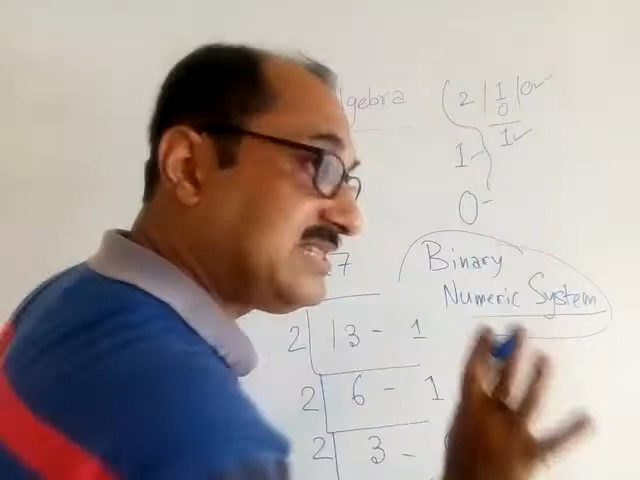 lgebra
2 | 1 | 0
0
1
1 -
0 -
Binary
Numeric System
7
2 13 - 1
2 6 - 1
2 3 -